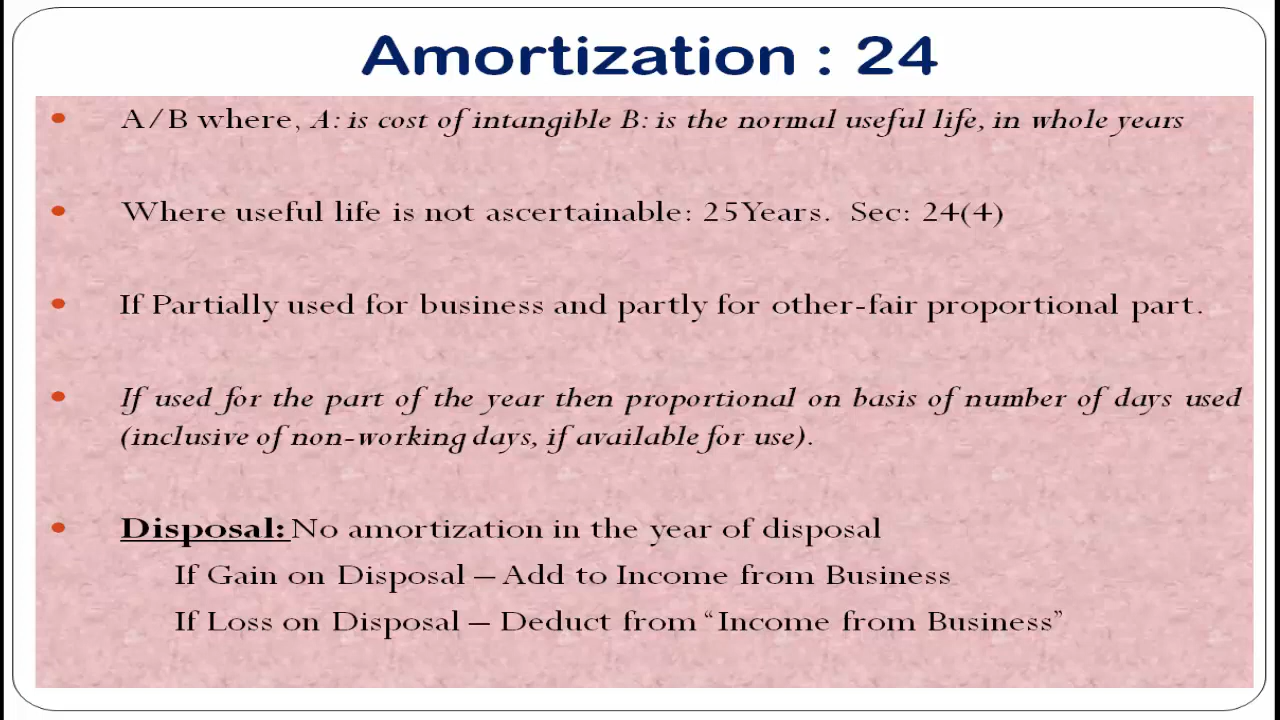 Amortization : 24
A/B where, A: is cost of intangible B: is the normal useful life, in whole years
Where useful life is not ascertainable: 25Years. Sec: 24(4)
If Partially used for business and partly for other-fair proportional part.
If used for the part of the year then proportional on basis of number of days used
(inclusive of non-working days, if available for use).
Disposal: No amortization in the year of disposal
If Gain on Disposal – Add to Income from Business
If Loss on Disposal – Deduct from “Income from Business”